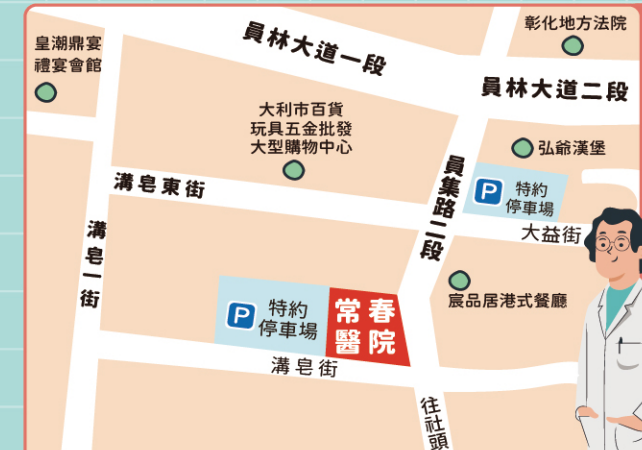 員林大道一段
彰化地方法院
皇潮鼎宴
禮宴會館
員林大道二段
大利市百貨
玩具五金批發
大型購物中心
弘爺漢堡
員集路二段
P
特約
停車場
溝皂東街
大益街
溝皂一街
宸品居港式餐廳
P
特約
停車場
常春
醫院
溝皂街
往社頭